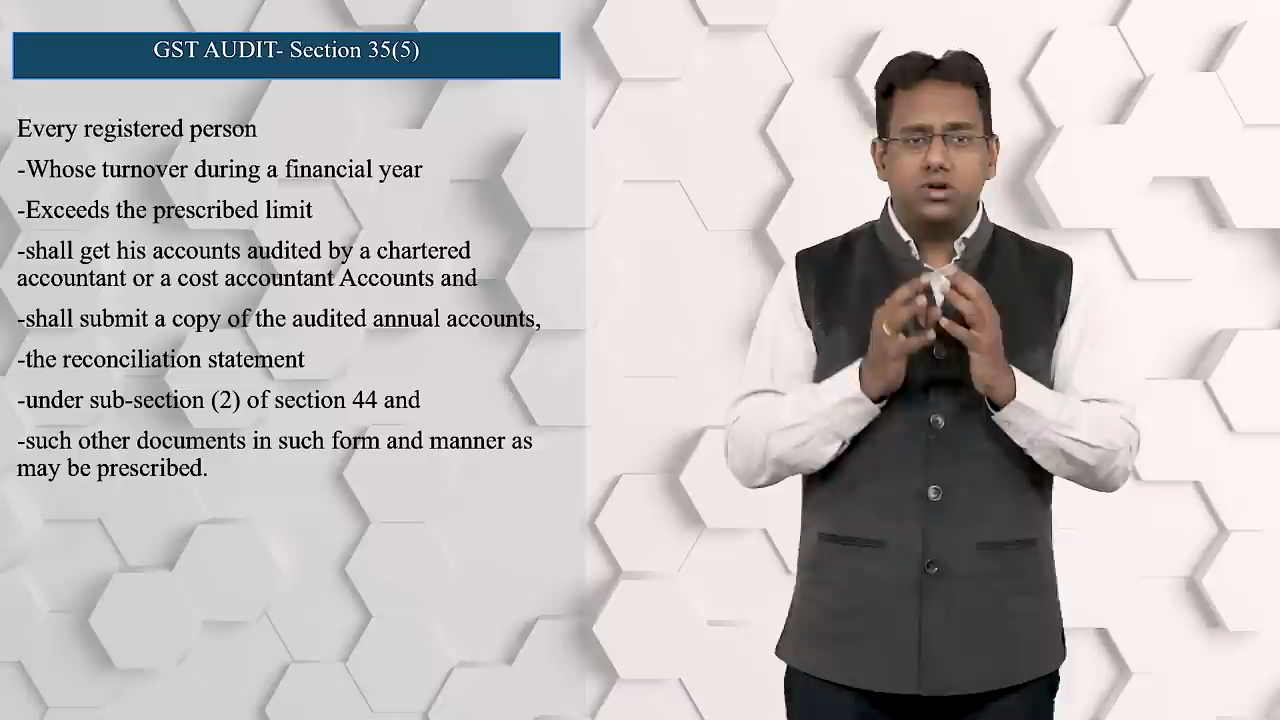 GST AUDIT- Section 35(5)
Every registered person
-Whose turnover during a financial year
-Exceeds the prescribed limit
-shall get his accounts audited by a chartered
accountant or a cost accountant Accounts and
-shall submit a copy of the audited annual accounts,
-the reconciliation statement
-under sub-section (2) of section 44 and
-such other documents in such form and manner as
may be prescribed.